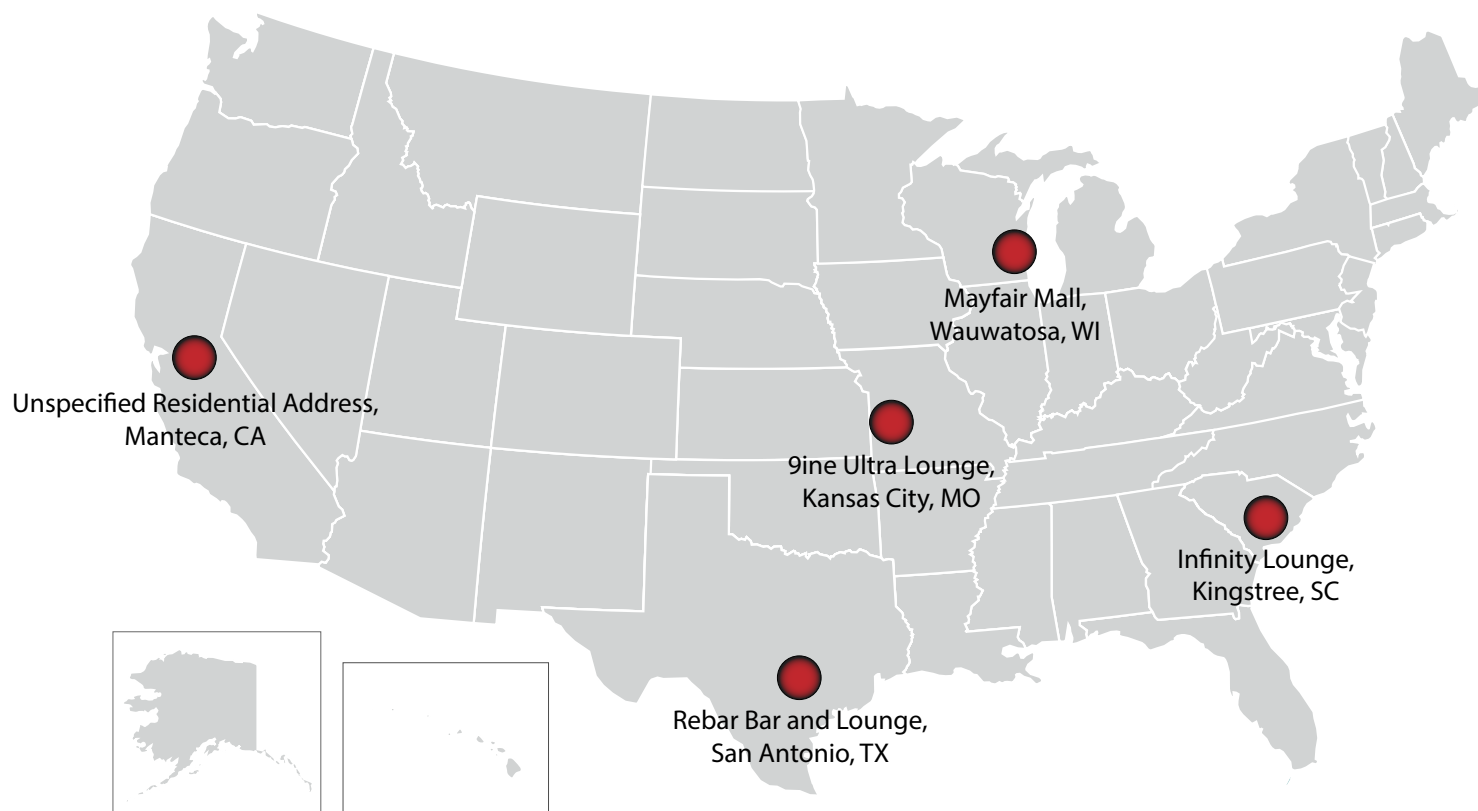 Mayfair Mall,
Wauwatosa, WI
Unspecified Residential Address,
Manteca, CA
9ine Ultra Lounge,
Kansas City, MO
Infinity Lounge,
Kingstree, SC
Rebar Bar and Lounge,
San Antonio, TX